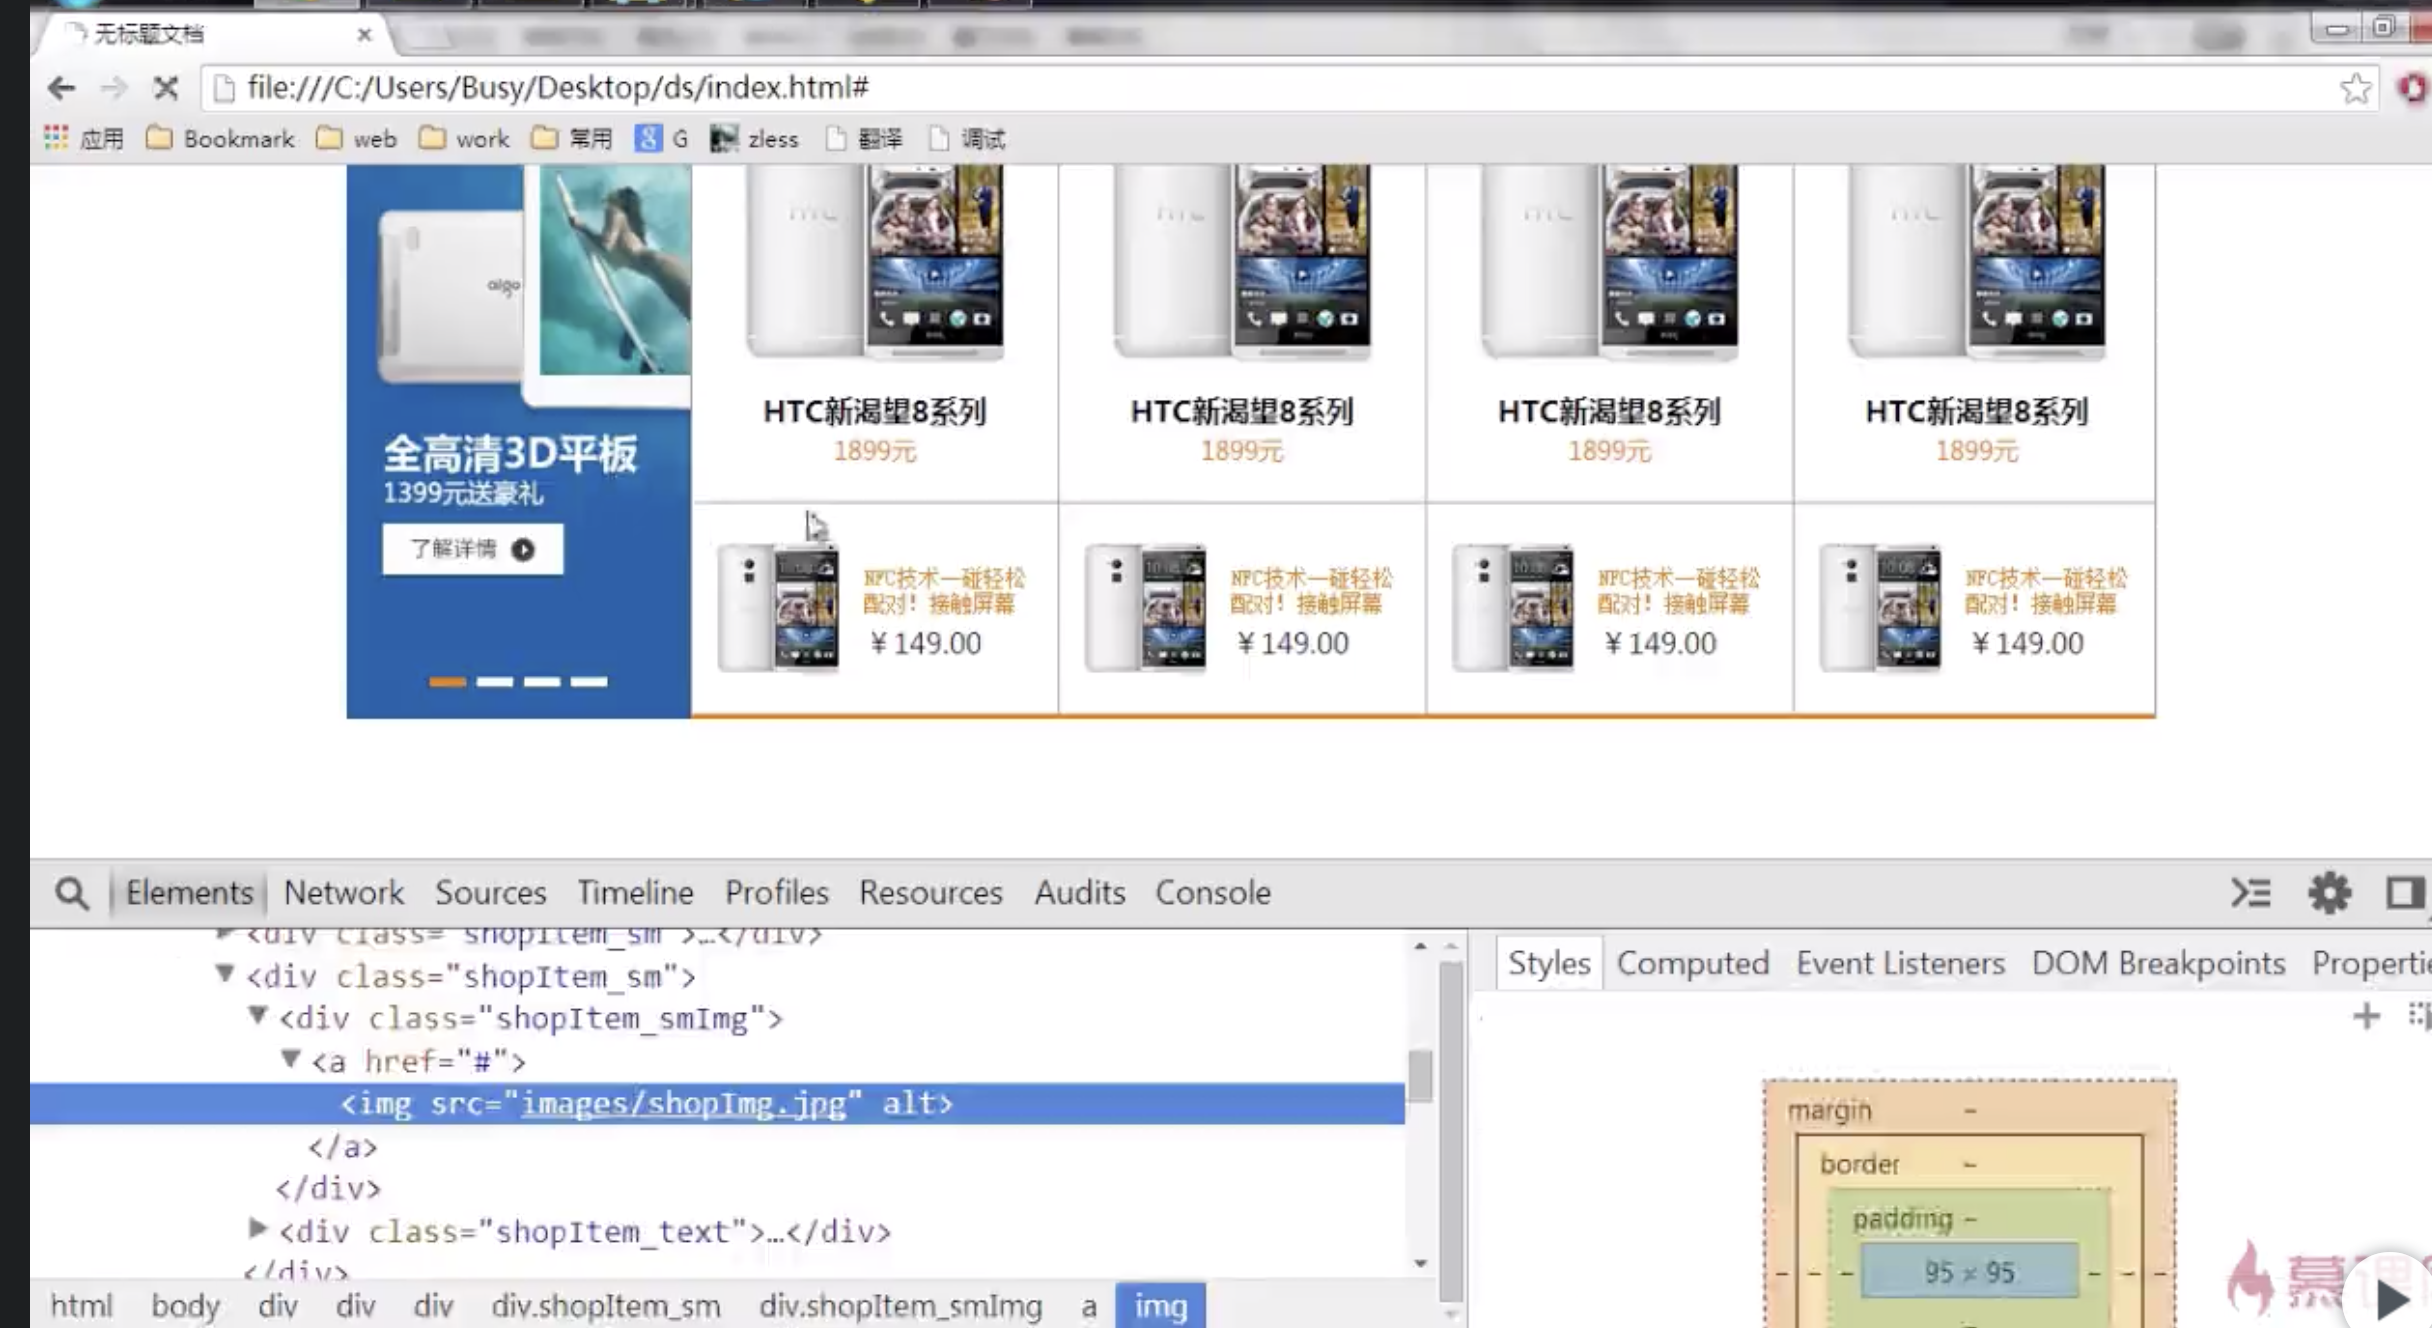 无标题文档
file:///C:/Users/Busy/Desktop/ds/index.html#
应用 Bookmark web work 常用 G zless 翻译 调试
aigo
全高清3D平板
1399元送豪礼
了解详情
HTC新渴望8系列 HTC新渴望8系列 HTC新渴望8系列 HTC新渴望8系列
1899元 1899元 1899元 1899元
NFC技术一碰轻松 NFC技术一碰轻松 NFC技术一碰轻松 NFC技术一碰轻松
配对！接触屏幕 配对！接触屏幕 配对！接触屏幕 配对！接触屏幕
¥149.00 ¥149.00 ¥149.00 ¥149.00
Elements Network Sources Timeline Profiles Resources Audits Console
<div class="shopItem_sm">…</div>
<div class="shopItem_sm">
<div class="shopItem_smImg">
<a href="#">
<img src="images/shopImg.jpg" alt>
</a>
</div>
<div class="shopItem_text">…</div>
</div>
html body div div div div.shopItem_sm div.shopItem_smImg a img
Styles Computed Event Listeners DOM Breakpoints Propertie
margin –
border –
padding –
– – – 95 × 95 – – –
慕课